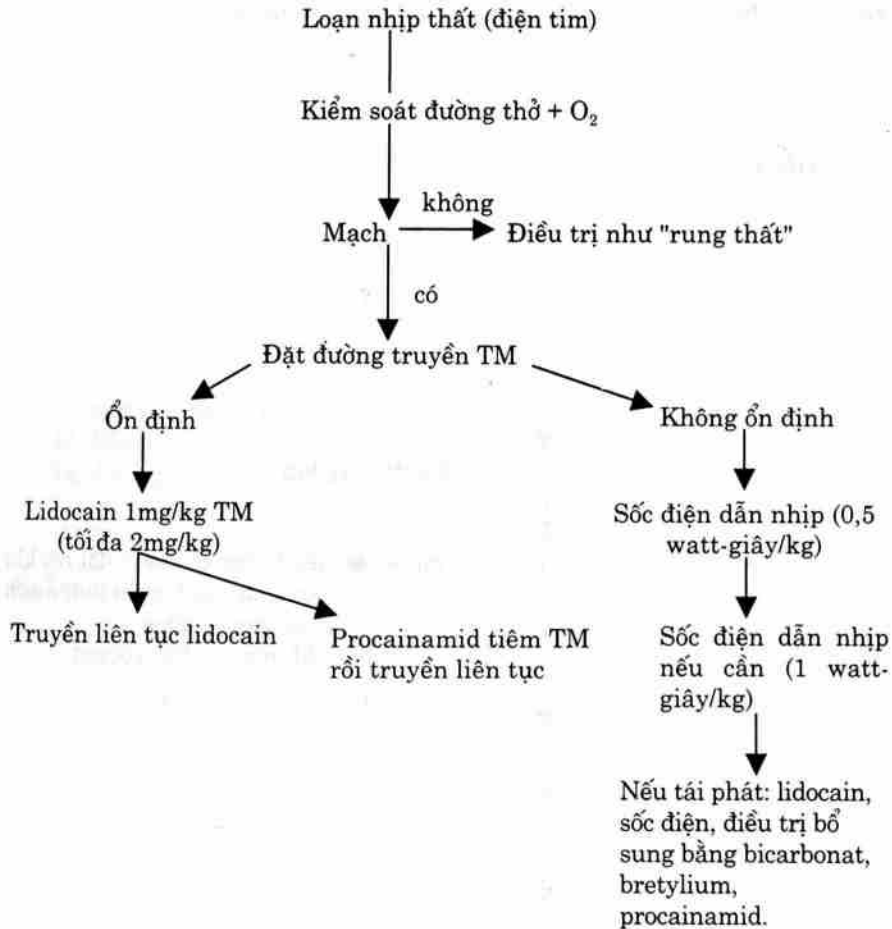 Loạn nhịp thất (điện tim)
Kiểm soát đường thở + O₂
không
Mạch
Điều trị như "rung thất"
có
Đặt đường truyền TM
Ổn định
Không ổn định
Lidocain 1mg/kg TM
(tối đa 2mg/kg)
Sốc điện dẫn nhịp (0,5
watt-giây/kg)
Truyền liên tục lidocain
Procainamid tiêm TM
rồi truyền liên tục
Sốc điện dẫn nhịp
nếu cần (1 watt-
giây/kg)
Nếu tái phát: lidocain,
sốc điện, điều trị bổ
sung bằng bicarbonat,
bretylium,
procainamid.